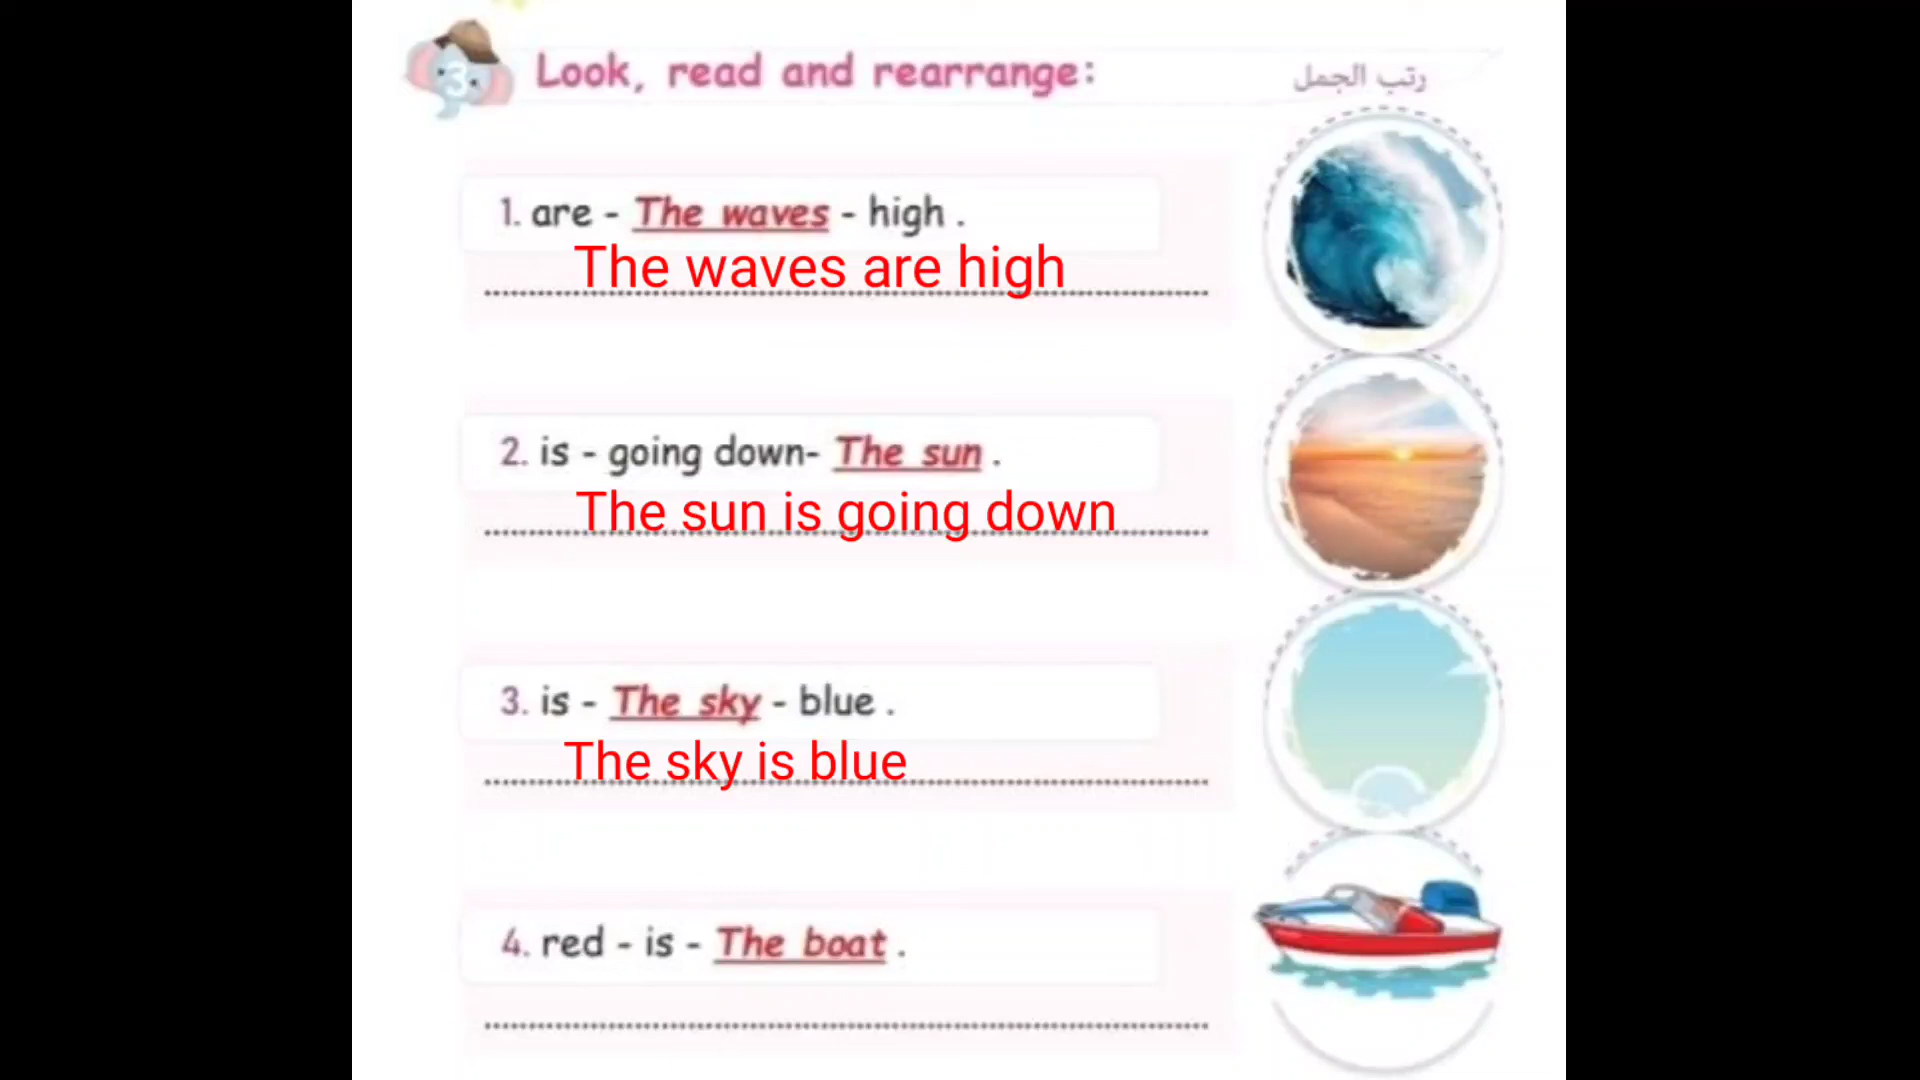 3 Look, read and rearrange: رتب الجمل
1. are - The waves - high .
The waves are high
2. is - going down- The sun .
The sun is going down
3. is - The sky - blue .
The sky is blue
4. red - is - The boat .